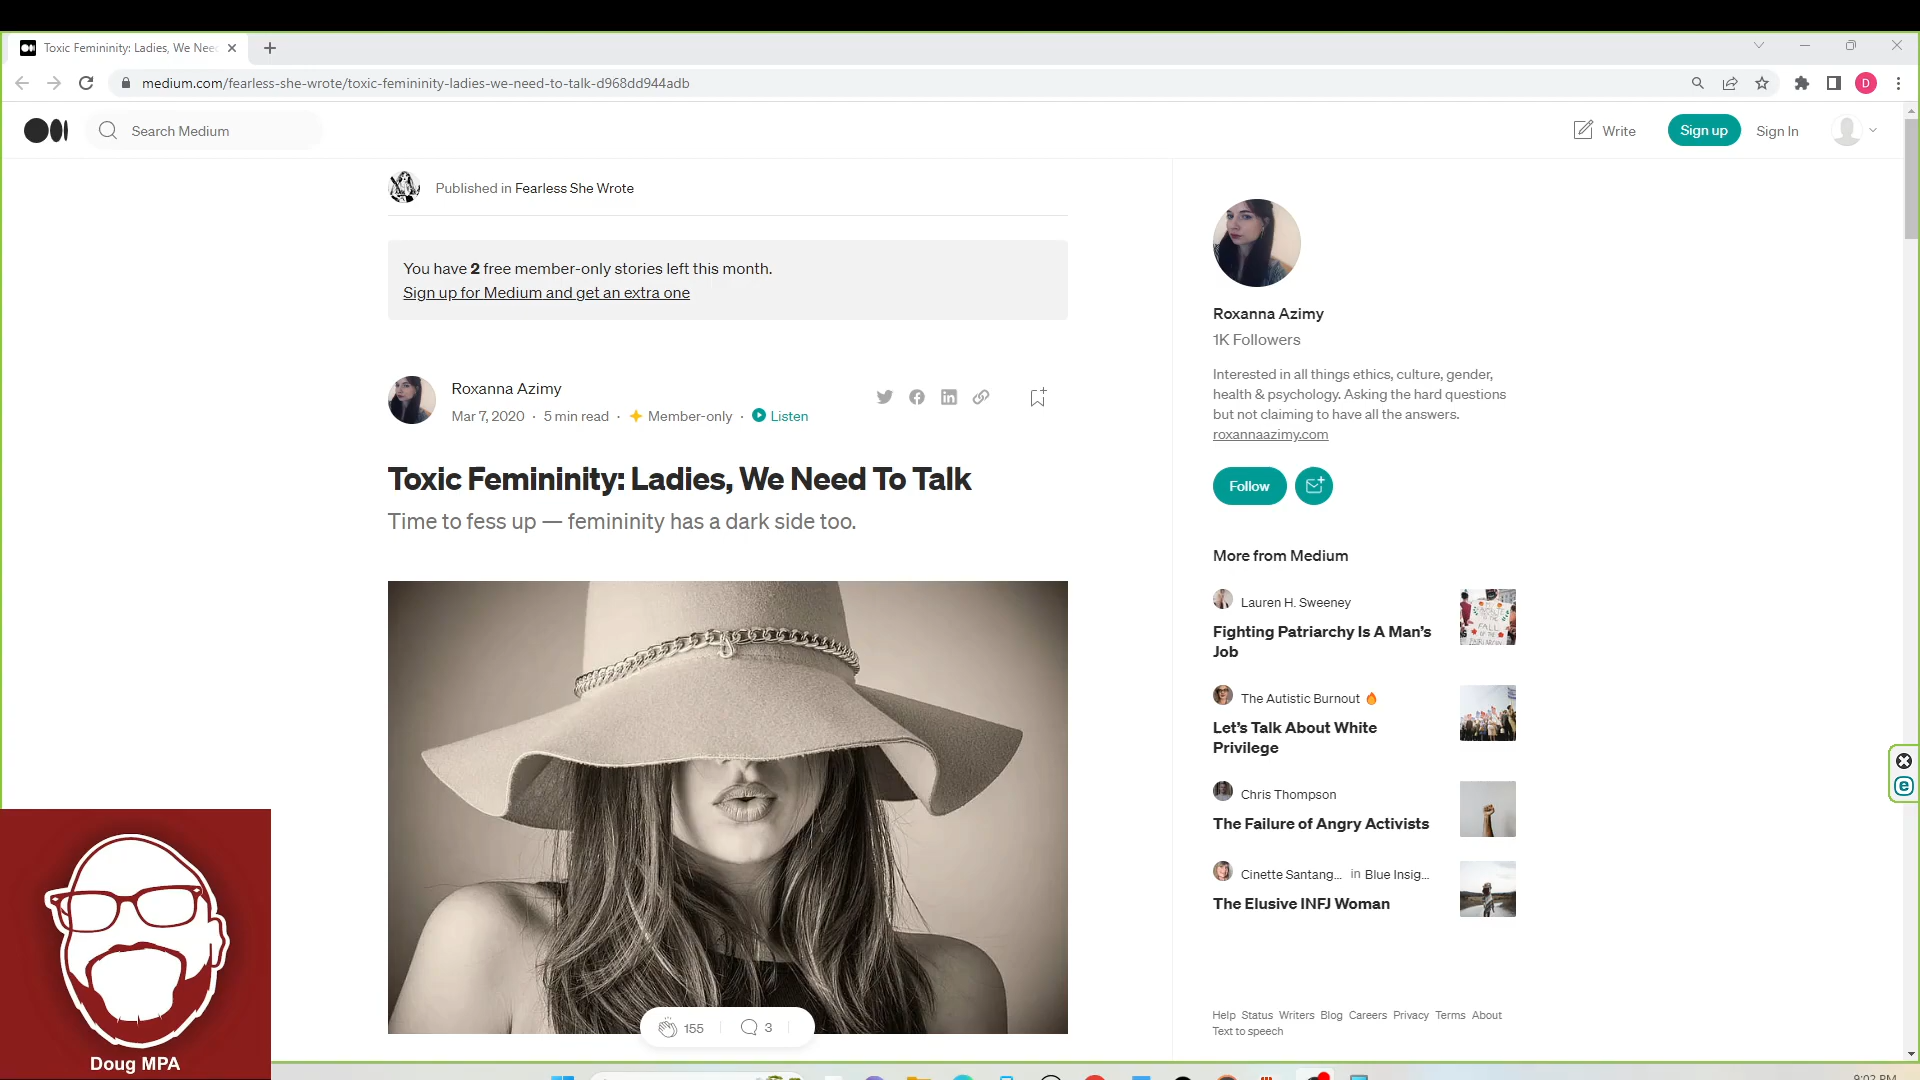 Toxic Femininity: Ladies, We Nee
medium.com/fearless-she-wrote/toxic-femininity-ladies-we-need-to-talk-d968dd944adb
D
Search Medium
Write
Sign up
Sign In
Published in Fearless She Wrote
You have 2 free member-only stories left this month.
Sign up for Medium and get an extra one
Roxanna Azimy
Mar 7, 2020 · 5 min read · Member-only · Listen
Toxic Femininity: Ladies, We Need To Talk
Time to fess up — femininity has a dark side too.
155
3
Roxanna Azimy
1K Followers
Interested in all things ethics, culture, gender,
health & psychology. Asking the hard questions
but not claiming to have all the answers.
roxannaazimy.com
Follow
More from Medium
Lauren H. Sweeney
Fighting Patriarchy Is A Man's
Job
The Autistic Burnout
Let's Talk About White
Privilege
Chris Thompson
The Failure of Angry Activists
Cinette Santang... in Blue Insig...
The Elusive INFJ Woman
Help Status Writers Blog Careers Privacy Terms About
Text to speech
Doug MPA
9:02 PM